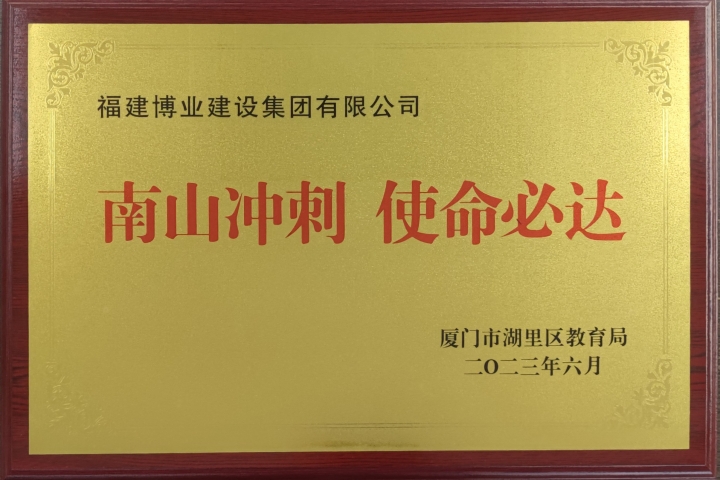 福建博业建设集团有限公司
南山冲刺 使命必达
厦门市湖里区教育局
二〇二三年六月